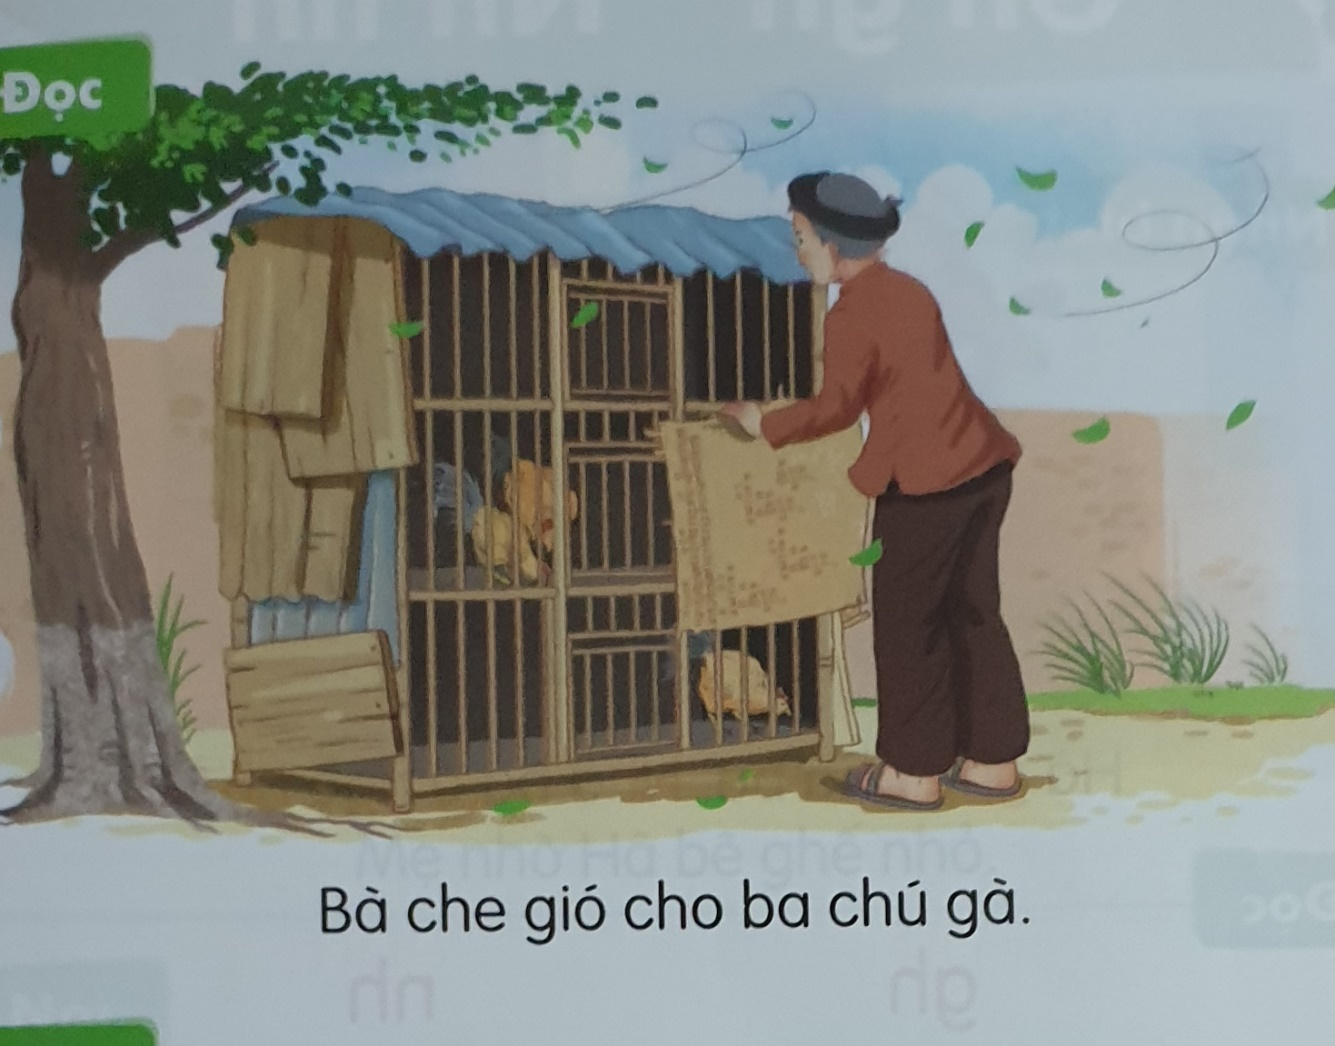 Đọc
Bà che gió cho ba chú gà.